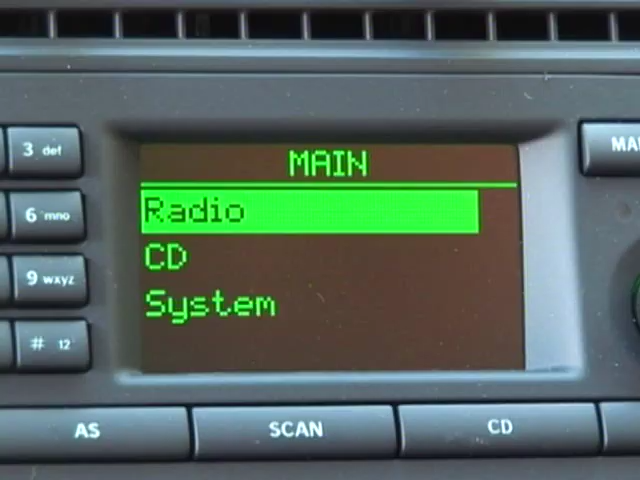 MAIN
Radio
CD
System
3 def
6 mno
9 wxyz
# 12
AS
SCAN
CD